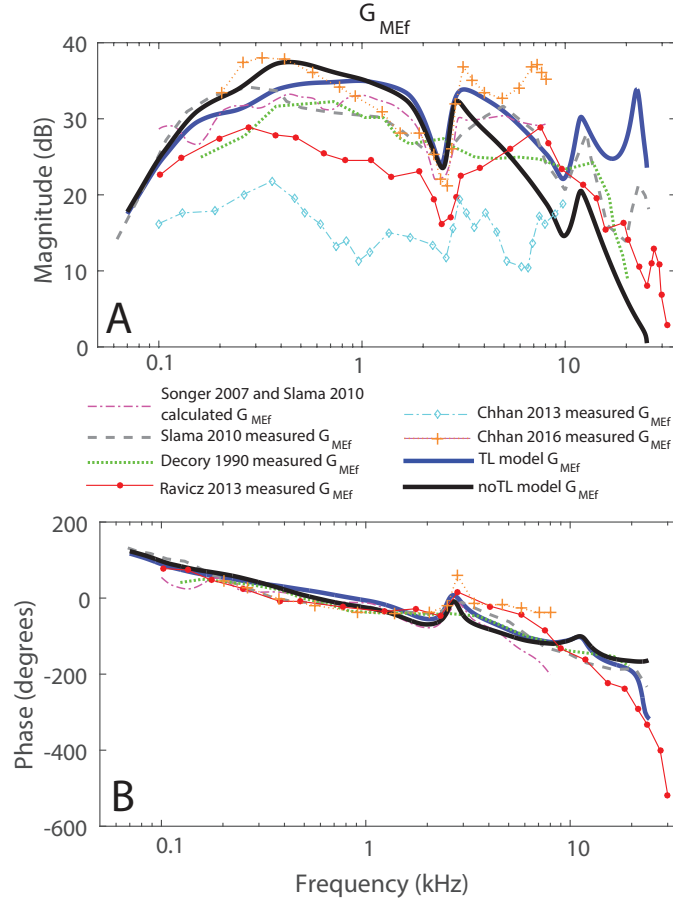 G MEf
40
30
20
10
0
Magnitude (dB)
A
0.1
1
10
Songer 2007 and Slama 2010
calculated G MEf
Slama 2010 measured G MEf
Decory 1990 measured G MEf
Ravicz 2013 measured G MEf
Chhan 2013 measured G MEf
Chhan 2016 measured G MEf
TL model G MEf
noTL model G MEf
200
0
-200
-400
-600
Phase (degrees)
B
0.1
1
10
Frequency (kHz)